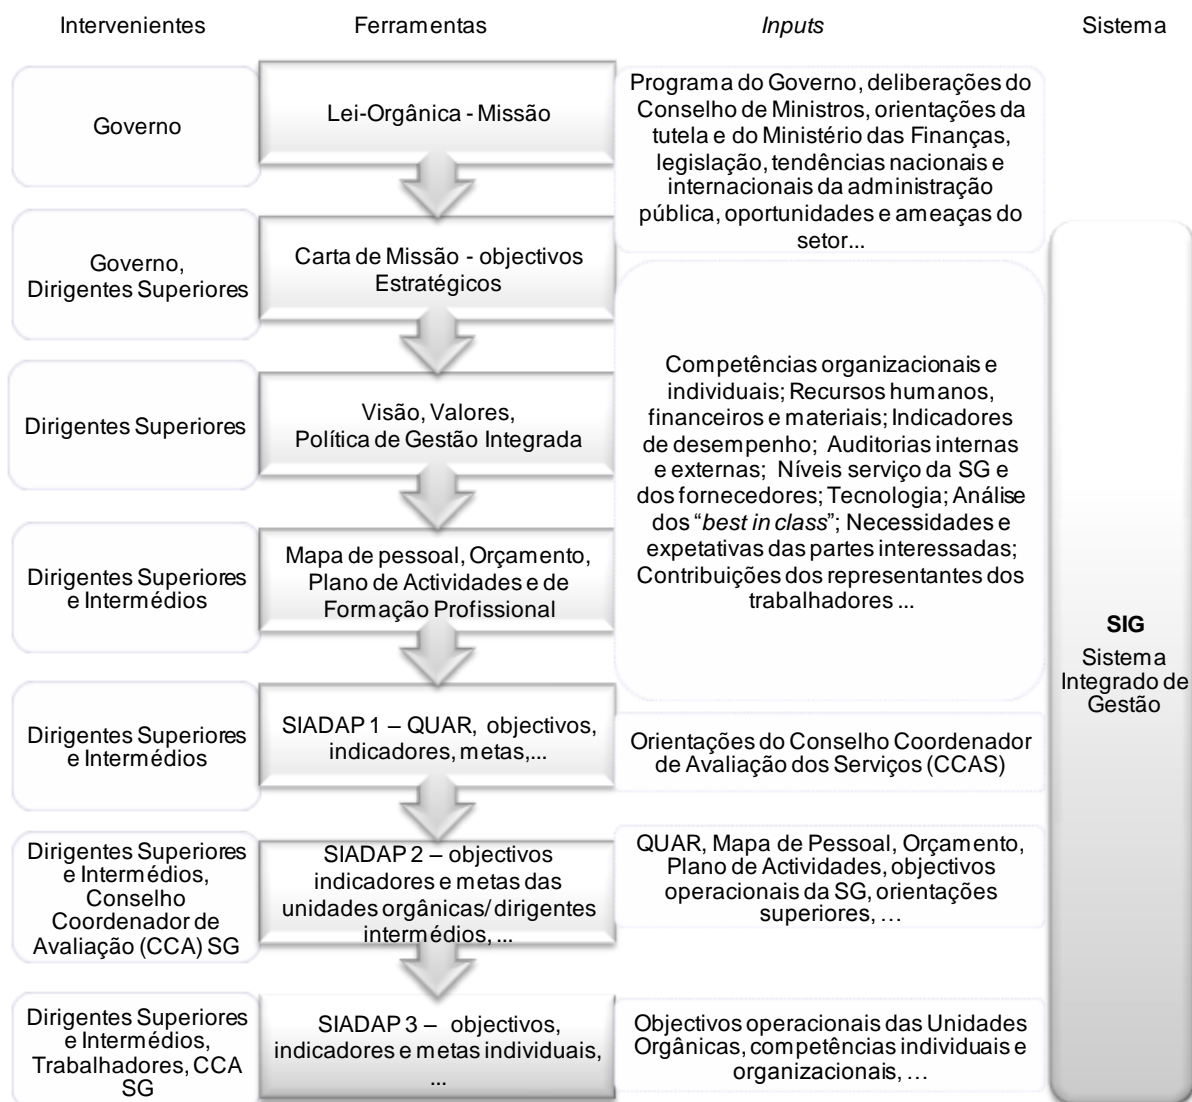 Intervenientes
Ferramentas
Inputs
Sistema
Governo
Lei-Orgânica - Missão
Programa do Governo, deliberações do
Conselho de Ministros, orientações da
tutela e do Ministério das Finanças,
legislação, tendências nacionais e
internacionais da administração
pública, oportunidades e ameaças do
setor...
Governo,
Dirigentes Superiores
Carta de Missão - objectivos
Estratégicos
Dirigentes Superiores
Visão, Valores,
Política de Gestão Integrada
Competências organizacionais e
individuais; Recursos humanos,
financeiros e materiais; Indicadores
de desempenho; Auditorias internas
e externas; Níveis serviço da SG e
dos fornecedores; Tecnologia; Análise
dos “best in class”; Necessidades e
expetativas das partes interessadas;
Contribuições dos representantes dos
trabalhadores ...
Dirigentes Superiores
e Intermédios
Mapa de pessoal, Orçamento,
Plano de Actividades e de
Formação Profissional
SIG
Sistema
Integrado de
Gestão
Dirigentes Superiores
e Intermédios
SIADAP 1 – QUAR, objectivos,
indicadores, metas,...
Orientações do Conselho Coordenador
de Avaliação dos Serviços (CCAS)
Dirigentes Superiores
e Intermédios,
Conselho
Coordenador de
Avaliação (CCA) SG
SIADAP 2 – objectivos
indicadores e metas das
unidades orgânicas/ dirigentes
intermédios, ...
QUAR, Mapa de Pessoal, Orçamento,
Plano de Actividades, objectivos
operacionais da SG, orientações
superiores, …
Dirigentes Superiores
e Intermédios,
Trabalhadores, CCA
SG
SIADAP 3 – objectivos,
indicadores e metas individuais,
...
Objectivos operacionais das Unidades
Orgânicas, competências individuais e
organizacionais, …